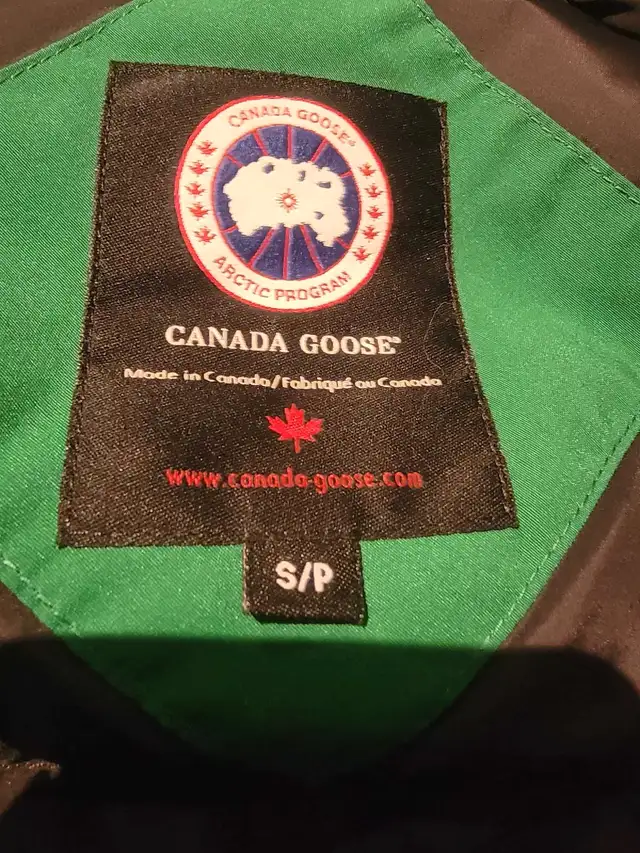 CANADA GOOSE®
ARCTIC PROGRAM
CANADA GOOSE®
Made in Canada/Fabriqué au Canada
www.canada-goose.com
S/P